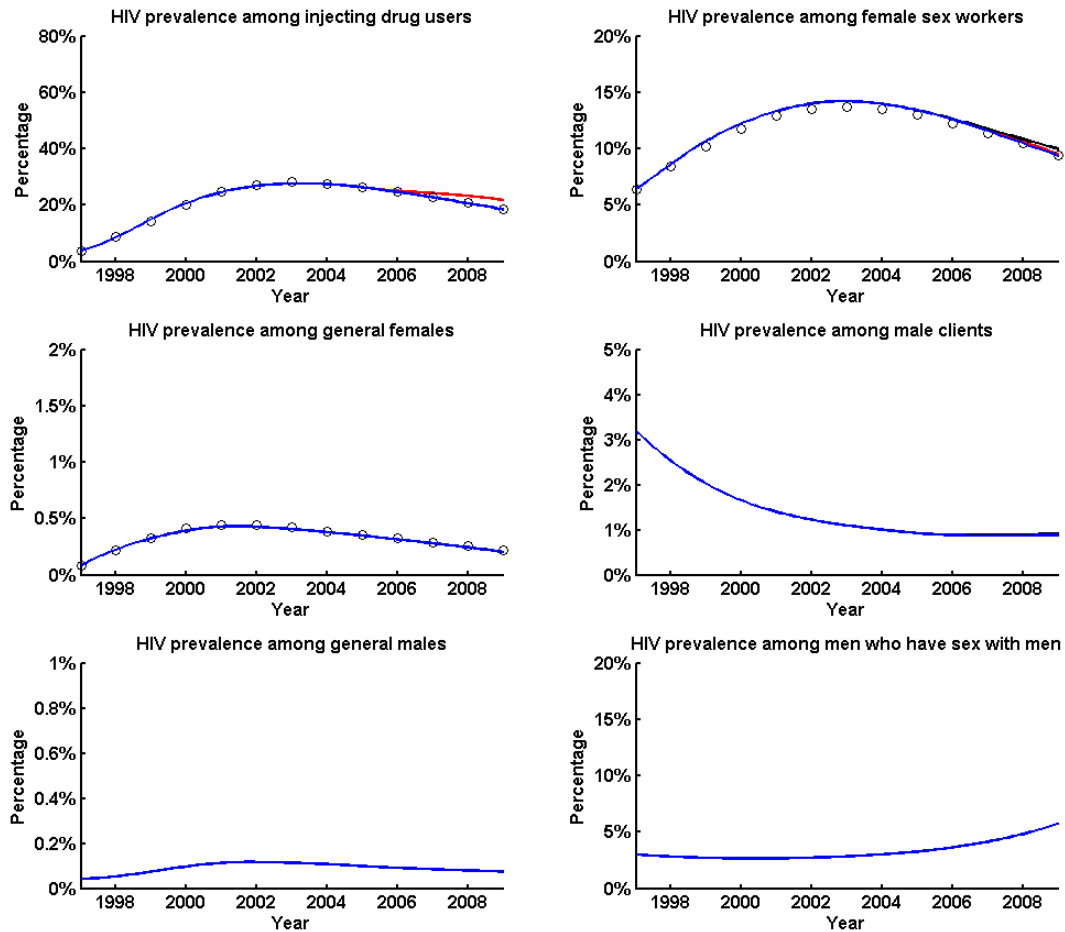 HIV prevalence among injecting drug users
80%
60%
40%
20%
0%
Percentage
1998 2000 2002 2004 2006 2008
Year
HIV prevalence among female sex workers
20%
15%
10%
5%
0%
Percentage
1998 2000 2002 2004 2006 2008
Year
HIV prevalence among general females
2%
1.5%
1%
0.5%
0%
Percentage
1998 2000 2002 2004 2006 2008
Year
HIV prevalence among male clients
5%
4%
3%
2%
1%
0%
Percentage
1998 2000 2002 2004 2006 2008
Year
HIV prevalence among general males
1%
0.8%
0.6%
0.4%
0.2%
0%
Percentage
1998 2000 2002 2004 2006 2008
Year
HIV prevalence among men who have sex with men
20%
15%
10%
5%
0%
Percentage
1998 2000 2002 2004 2006 2008
Year